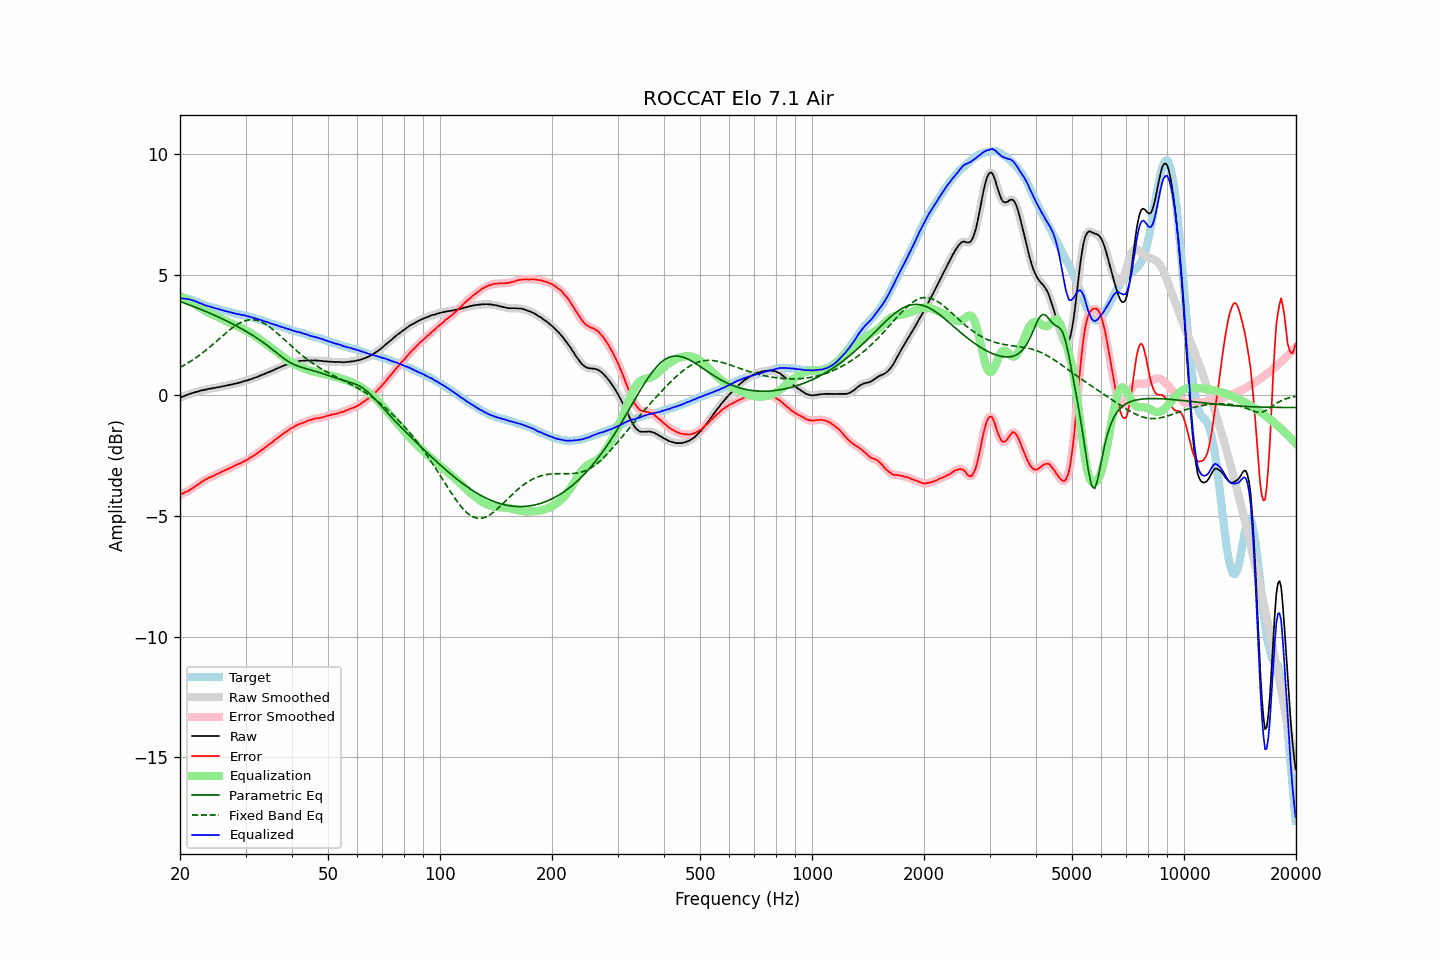 ROCCAT Elo 7.1 Air
Amplitude (dBr)
10
5
0
−5
−10
−15
Target
Raw Smoothed
Error Smoothed
Raw
Error
Equalization
Parametric Eq
Fixed Band Eq
Equalized
20
50
100
200
500
1000
2000
5000
10000
20000
Frequency (Hz)